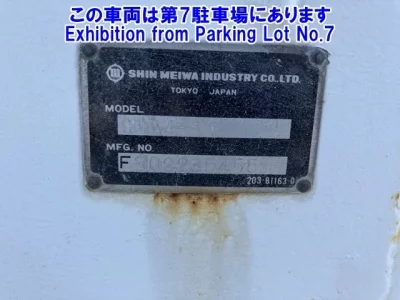 この車両は第7駐車場にあります
Exhibition from Parking Lot No.7
SHIN MEIWA INDUSTRY CO., LTD.
TOKYO JAPAN
MODEL
MFG. NO
F
203-81163-0